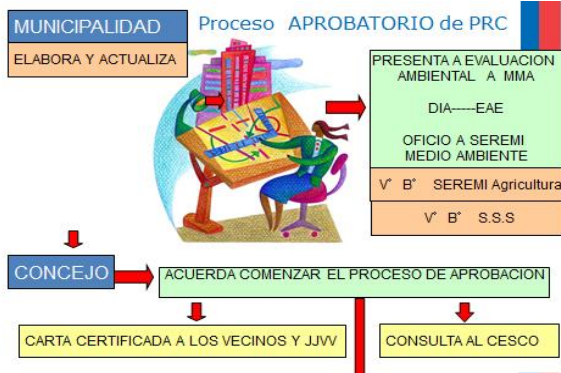 Proceso APROBATORIO de PRC
MUNICIPALIDAD
ELABORA Y ACTUALIZA
PRESENTA A EVALUACION
AMBIENTAL A MMA
DIA-----EAE
OFICIO A SEREMI
MEDIO AMBIENTE
V° B° SEREMI Agricultura
V° B° S.S.S
CONCEJO
ACUERDA COMENZAR EL PROCESO DE APROBACION
CARTA CERTIFICADA A LOS VECINOS Y JJVV
CONSULTA AL CESCO